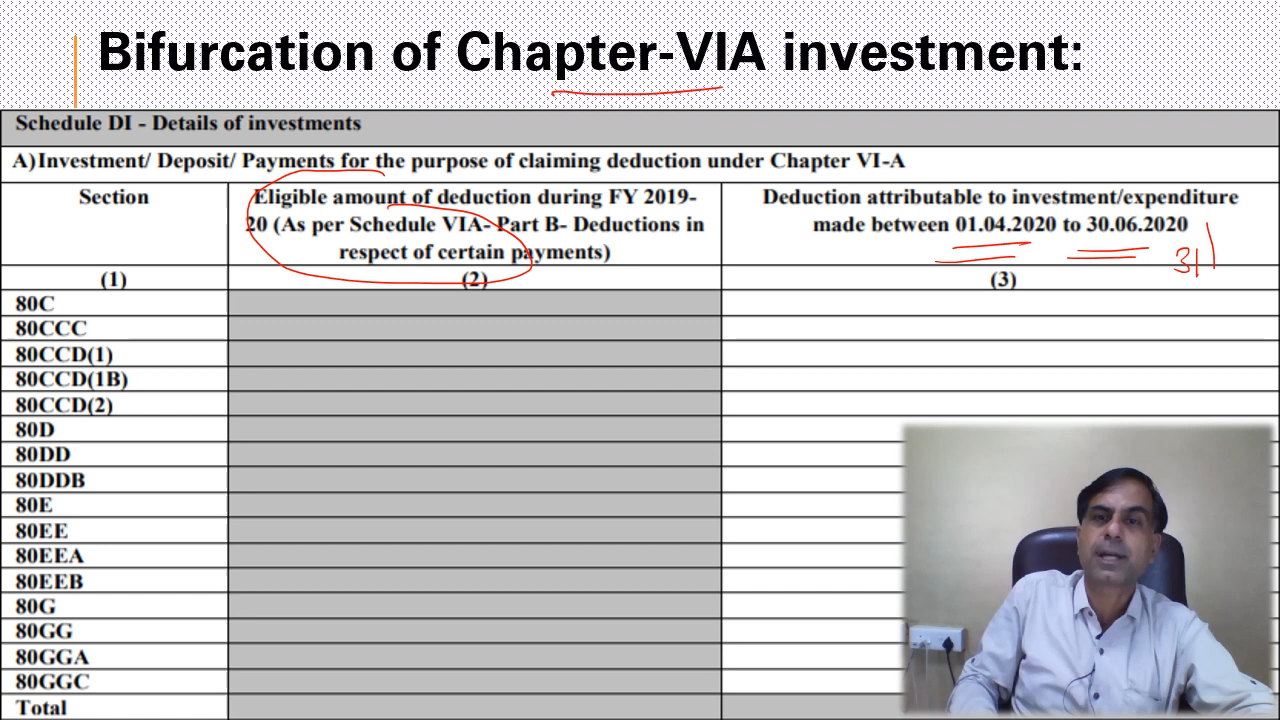 Bifurcation of Chapter-VIA investment:
Schedule DI - Details of investments
A)Investment/ Deposit/ Payments for the purpose of claiming deduction under Chapter VI-A
Section
Eligible amount of deduction during FY 2019-
20 (As per Schedule VIA- Part B- Deductions in
respect of certain payments)
Deduction attributable to investment/expenditure
made between 01.04.2020 to 30.06.2020
31
(1)
(2)
(3)
80C
80CCC
80CCD(1)
80CCD(1B)
80CCD(2)
80D
80DD
80DDB
80E
80EE
80EEA
80EEB
80G
80GG
80GGA
80GGC
Total